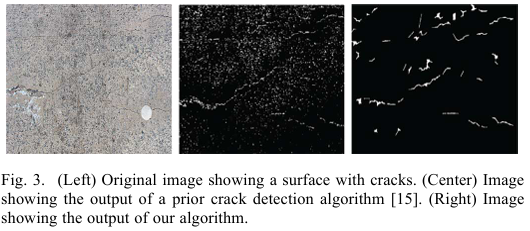 Fig. 3. (Left) Original image showing a surface with cracks. (Center) Image
showing the output of a prior crack detection algorithm [15]. (Right) Image
showing the output of our algorithm.